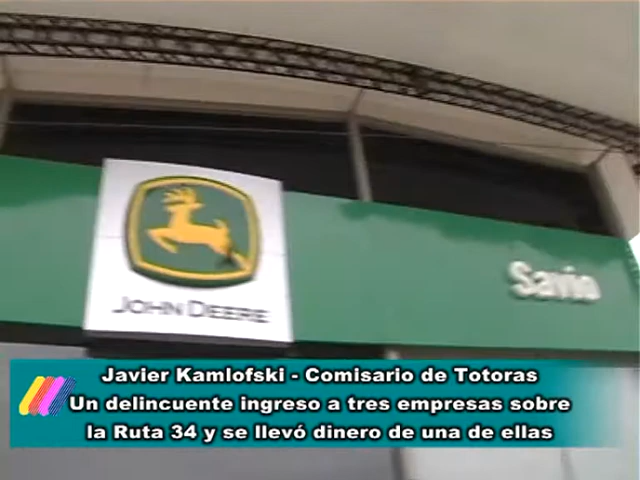 JOHN DEERE
Savio
Javier Kamlofski - Comisario de Totoras
Un delincuente ingreso a tres empresas sobre
la Ruta 34 y se llevó dinero de una de ellas